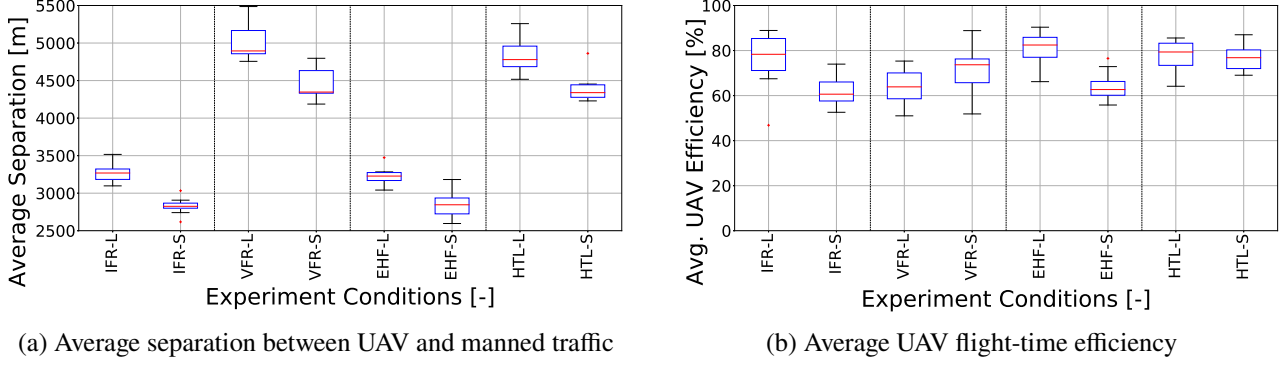 5500
5000
4500
4000
3500
3000
2500
Average Separation [m]
IFR-L
IFR-S
VFR-L
VFR-S
EHF-L
EHF-S
HTL-L
HTL-S
Experiment Conditions [-]
(a) Average separation between UAV and manned traffic
100
80
60
40
20
0
Avg. UAV Efficiency [%]
IFR-L
IFR-S
VFR-L
VFR-S
EHF-L
EHF-S
HTL-L
HTL-S
Experiment Conditions [-]
(b) Average UAV flight-time efficiency